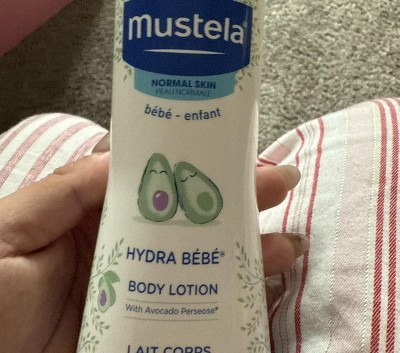 mustela®
NORMAL SKIN
PEAU NORMALE
bébé - enfant
HYDRA BÉBÉ®
BODY LOTION
With Avocado Perseose®
LAIT CORPS